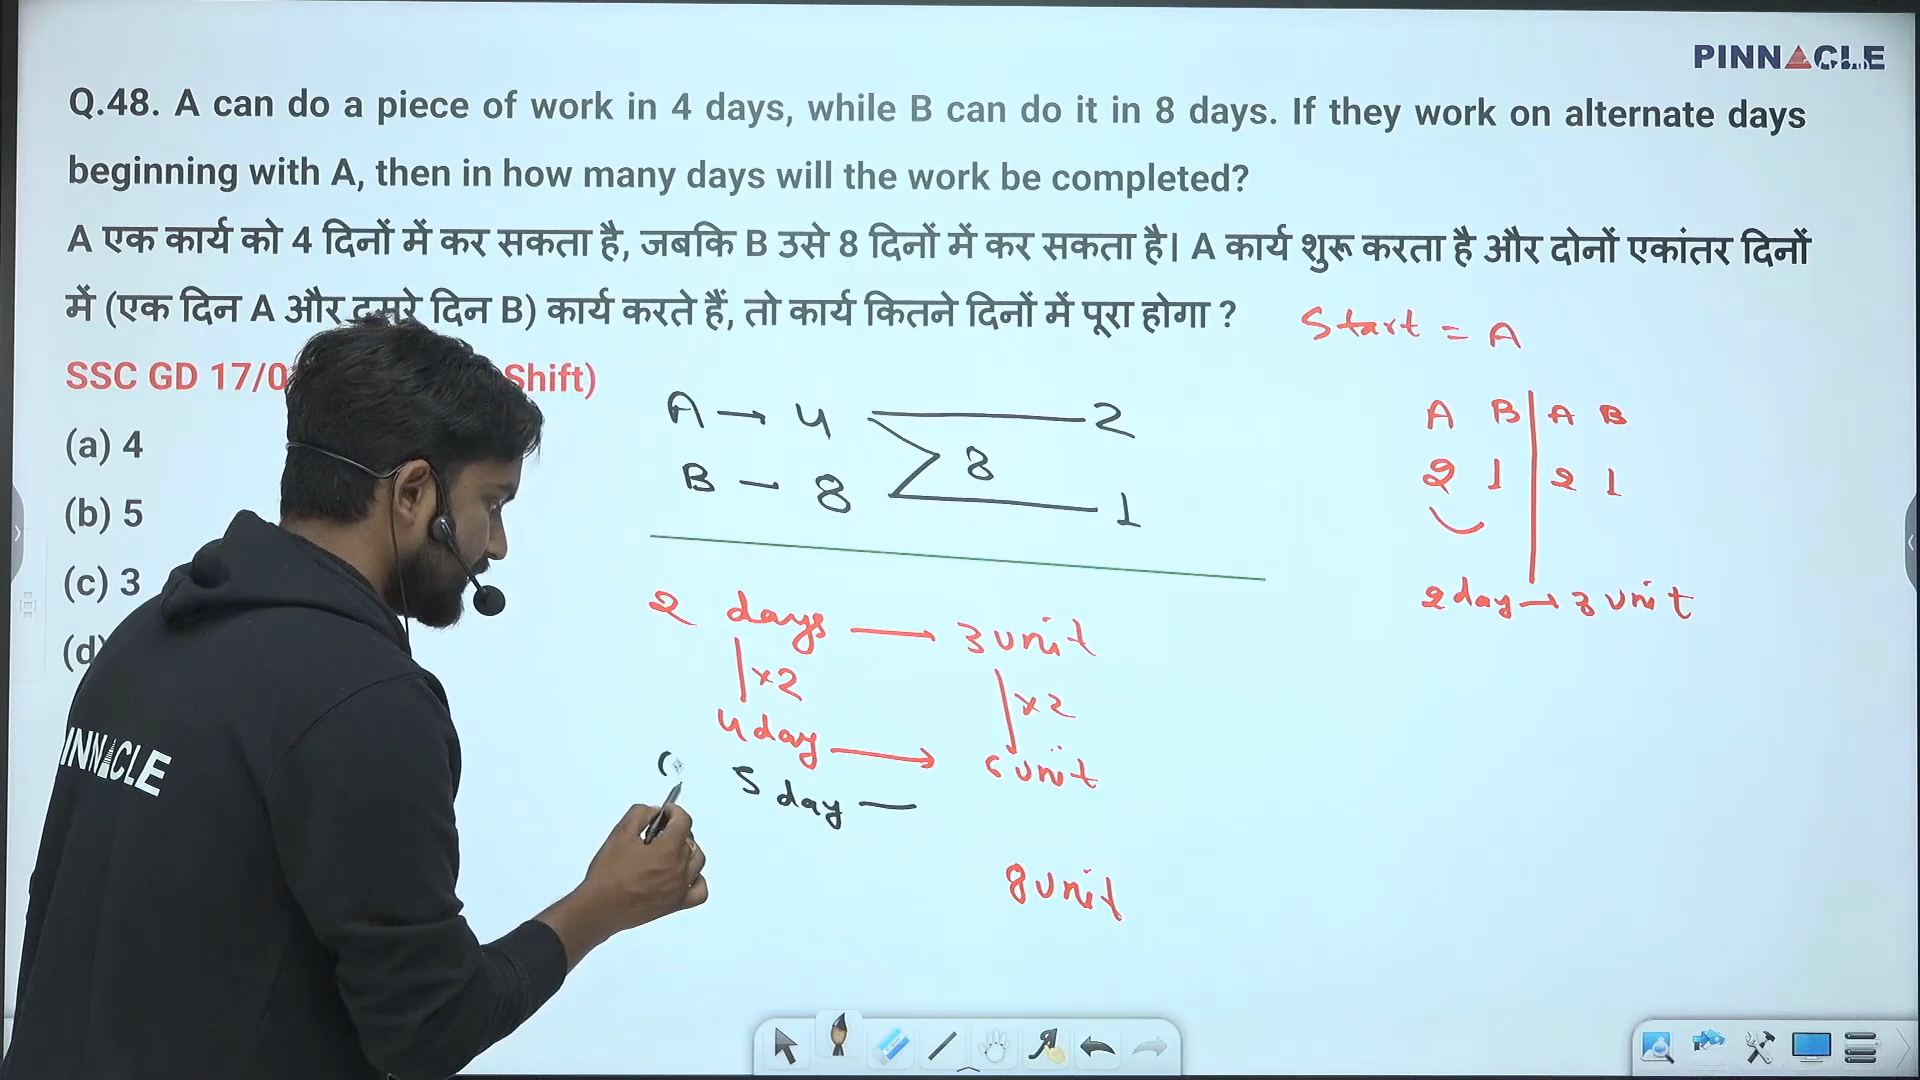 PINNACLE
Q.48. A can do a piece of work in 4 days, while B can do it in 8 days. If they work on alternate days
beginning with A, then in how many days will the work be completed?
A एक कार्य को 4 दिनों में कर सकता है, जबकि B उसे 8 दिनों में कर सकता है। A कार्य शुरू करता है और दोनों एकांतर दिनों
में (एक दिन A और दूसरे दिन B) कार्य करते हैं, तो कार्य कितने दिनों में पूरा होगा ?
Start = A
SSC GD 17/0 Shift)
A → 4 2
8
B - 8 1
A B | A B
2 1 | 2 1
2 day → 3 unit
(a) 4
(b) 5
(c) 3
(d)
2 days — 3 unit
×2 ×2
4 day → 6 unit
5 day —
8 unit
INNACLE